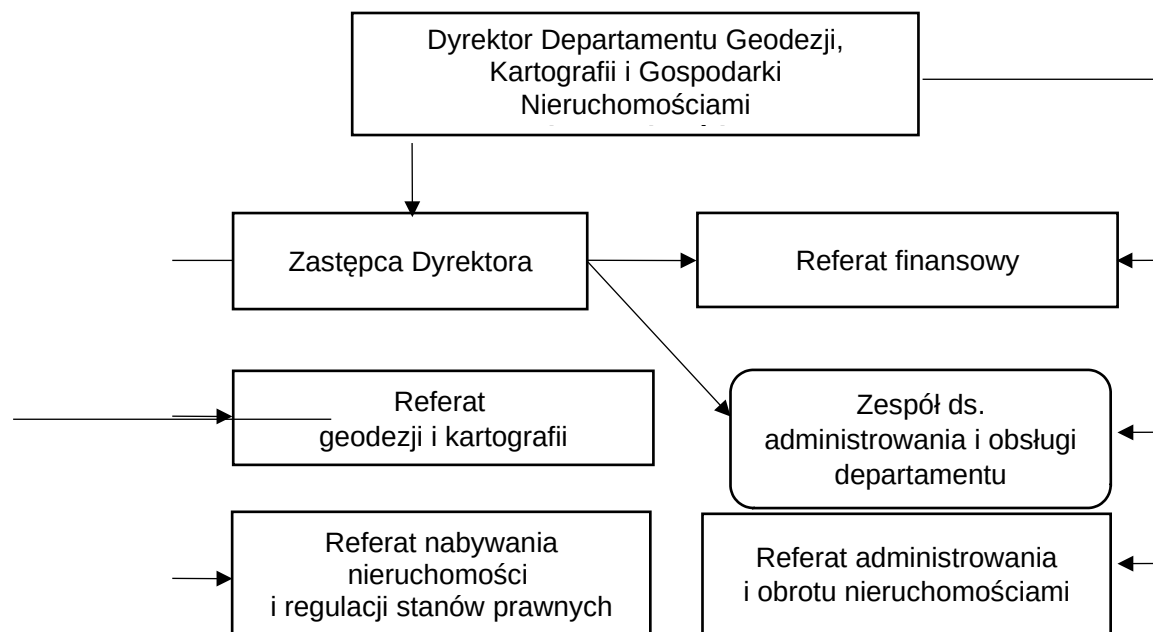 Dyrektor Departamentu Geodezji,
Kartografii i Gospodarki
Nieruchomościami
Zastępca Dyrektora
Referat finansowy
Referat
geodezji i kartografii
Zespół ds.
administrowania i obsługi
departamentu
Referat nabywania
nieruchomości
i regulacji stanów prawnych
Referat administrowania
i obrotu nieruchomościami